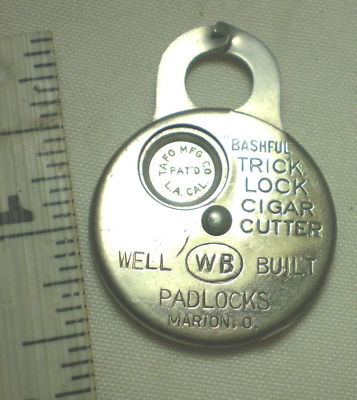 BASHFUL
TRICK
LOCK
CIGAR
CUTTER
TAFO MFG CO
PAT'D
L.A. CAL.
WELL WB BUILT
PADLOCKS
MARION, O.